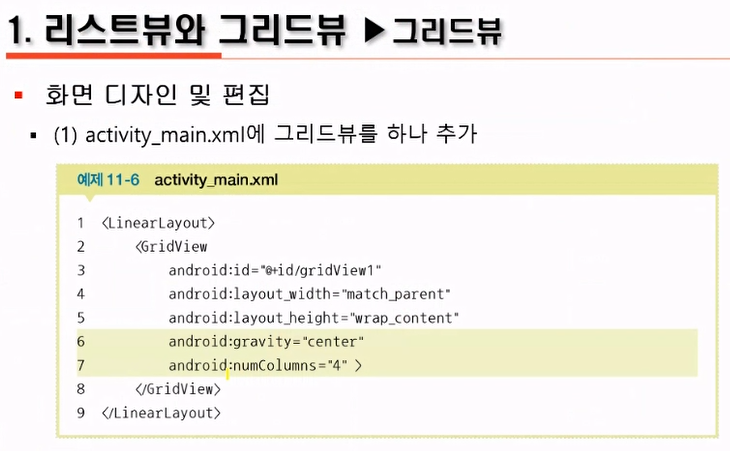 1. 리스트뷰와 그리드뷰 ▶그리드뷰
▪ 화면 디자인 및 편집
▪ (1) activity_main.xml에 그리드뷰를 하나 추가
예제 11-6 activity_main.xml
1 <LinearLayout>
2 <GridView
3 android:id="@+id/gridView1"
4 android:layout_width="match_parent"
5 android:layout_height="wrap_content"
6 android:gravity="center"
7 android:numColumns="4" >
8 </GridView>
9 </LinearLayout>